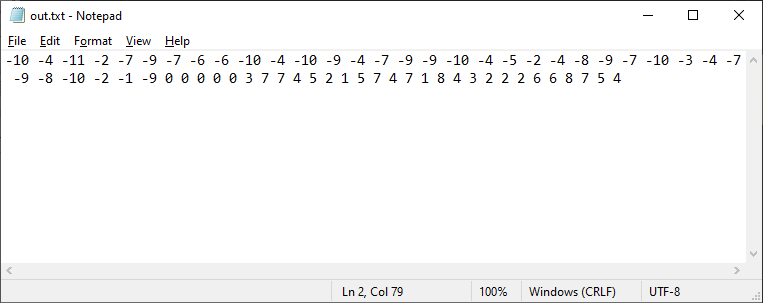 out.txt - Notepad
File Edit Format View Help
-10 -4 -11 -2 -7 -9 -7 -6 -6 -10 -4 -10 -9 -4 -7 -9 -9 -10 -4 -5 -2 -4 -8 -9 -7 -10 -3 -4 -7
-9 -8 -10 -2 -1 -9 0 0 0 0 0 3 7 7 4 5 2 1 5 7 4 7 1 8 4 3 2 2 2 6 6 8 7 5 4
Ln 2, Col 79 100% Windows (CRLF) UTF-8